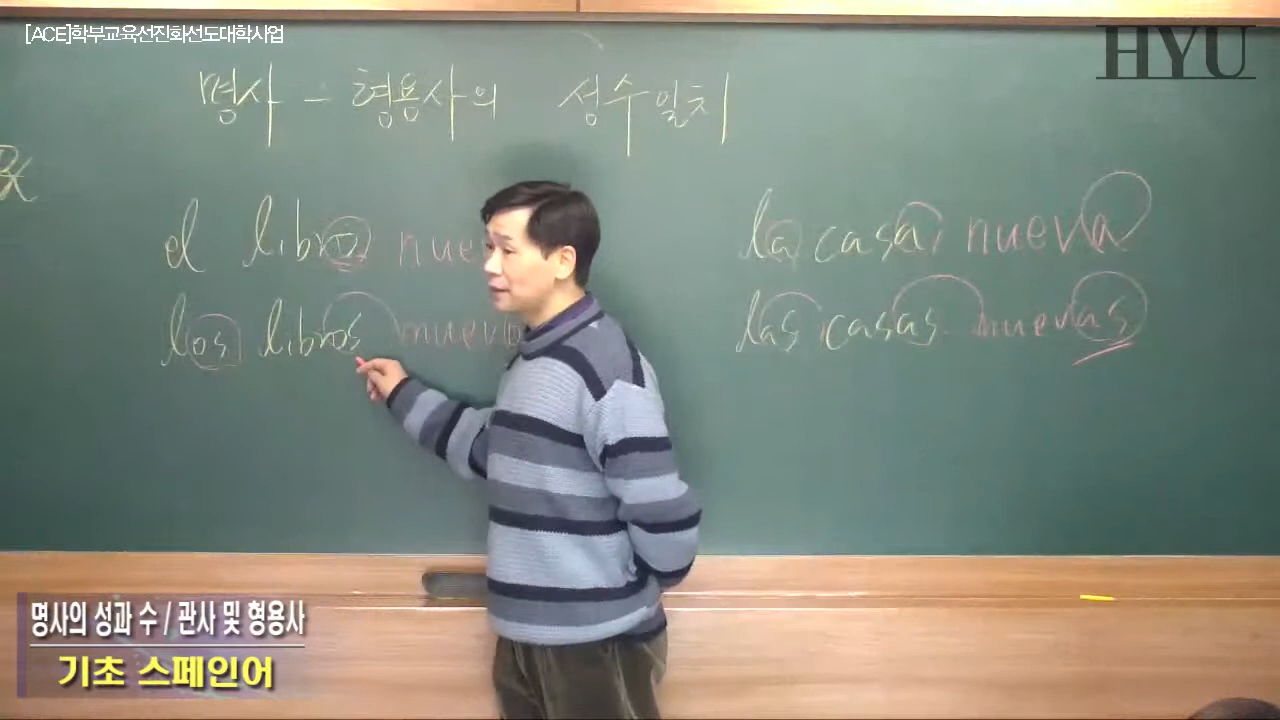 [ACE]학부교육선진화선도대학사업
HYU
명사 - 형용사의 성수일치
el libro
la casa nueva
los libros nuevo
las casas nuevas
명사의 성과 수 / 관사 및 형용사
기초 스페인어